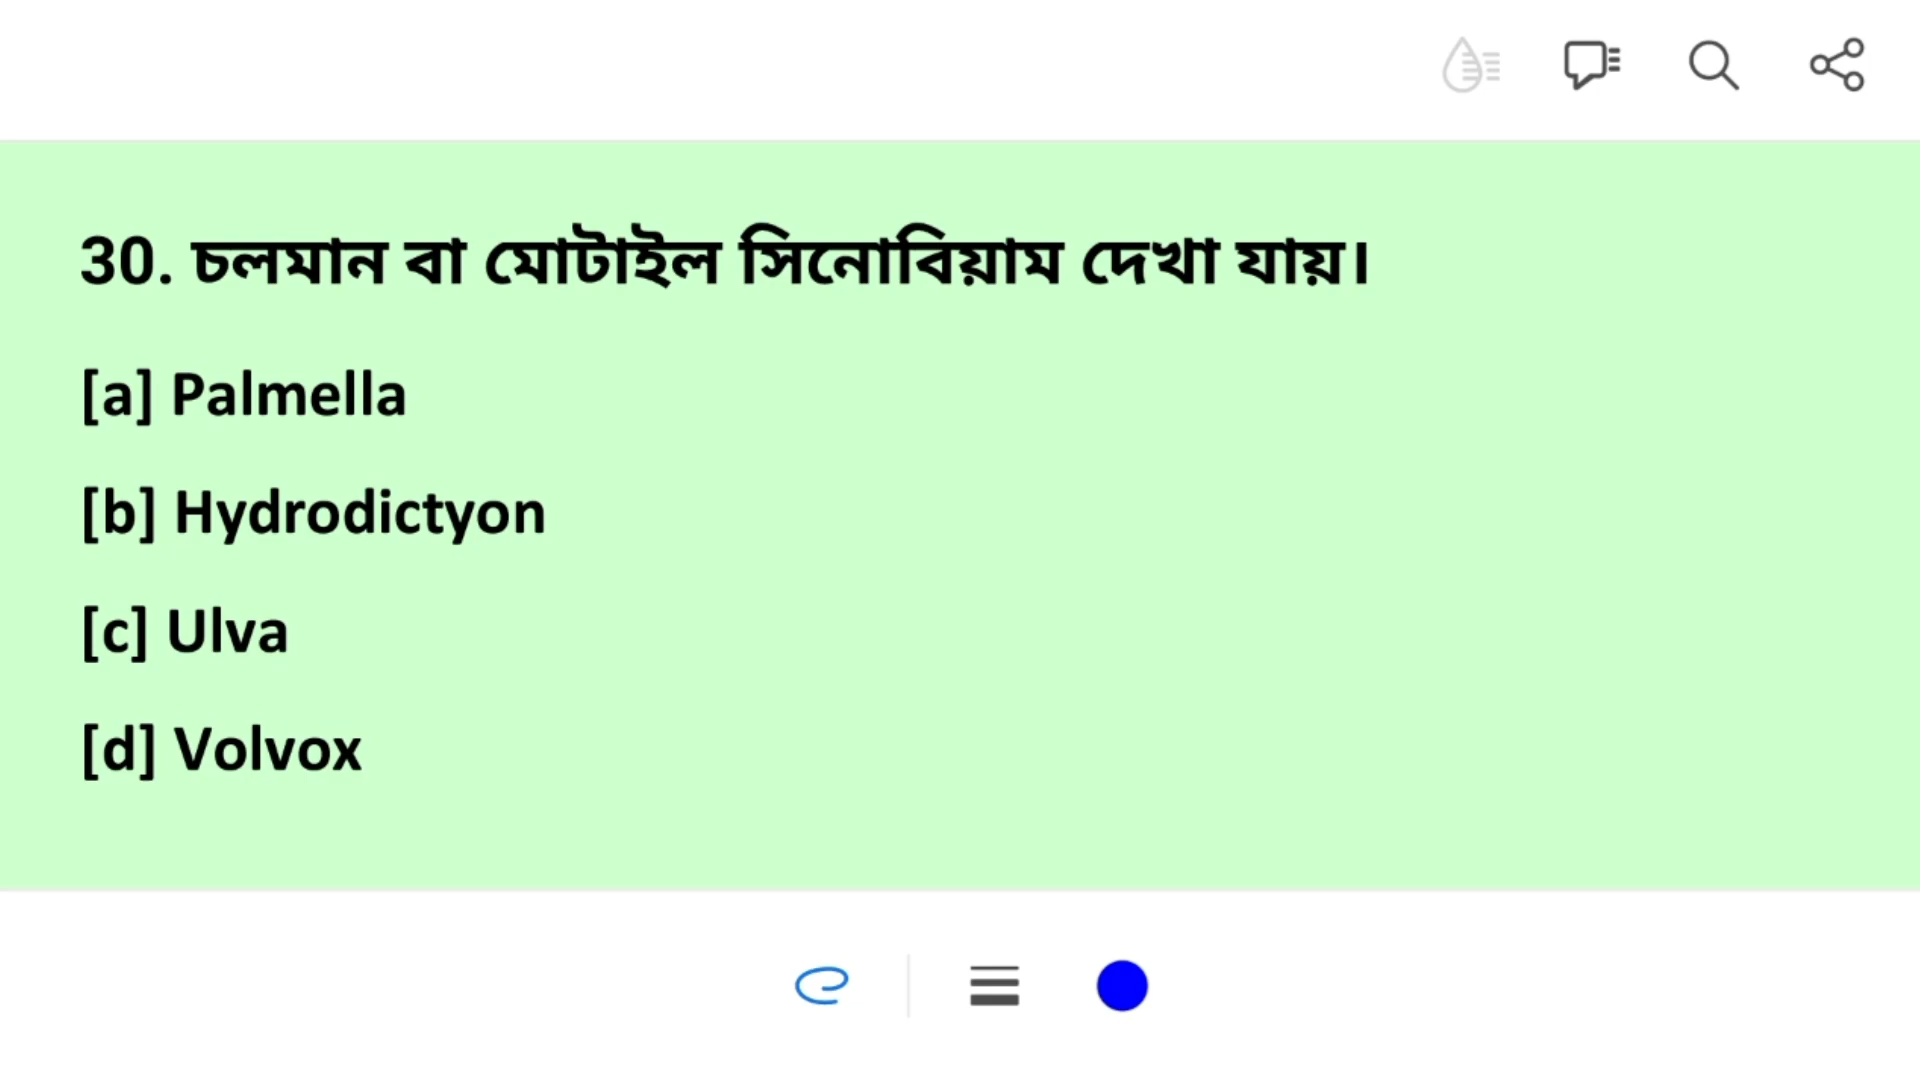 30. চলমান বা মোটাইল সিনোবিয়াম দেখা যায়।
[a] Palmella
[b] Hydrodictyon
[c] Ulva
[d] Volvox